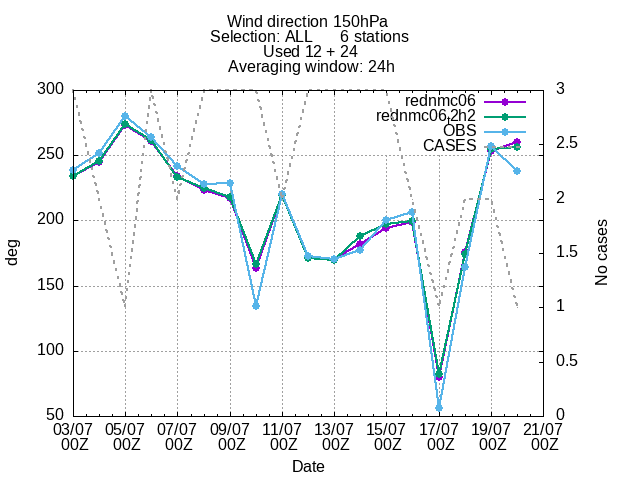 Wind direction 150hPa
Selection: ALL 6 stations
Used 12 + 24
Averaging window: 24h
rednmc06
rednmc06.2h2
OBS
CASES
300
250
200
150
100
50
deg
3
2.5
2
1.5
1
0.5
0
No cases
03/07 05/07 07/07 09/07 11/07 13/07 15/07 17/07 19/07 21/07
00Z 00Z 00Z 00Z 00Z 00Z 00Z 00Z 00Z 00Z
Date